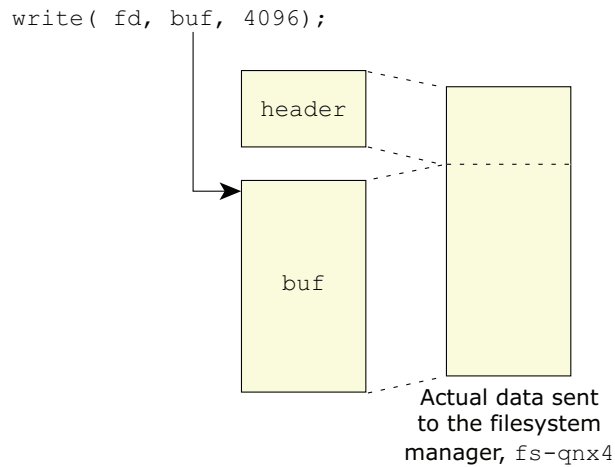 write( fd, buf, 4096);
header
buf
Actual data sent
to the filesystem
manager, fs-qnx4